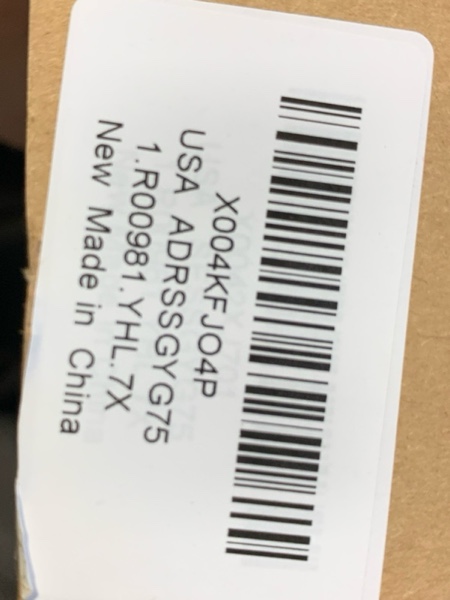 X004KFJO4P
USA ADRSSGYG75
1.R00981.YHL.7X
New Made in China